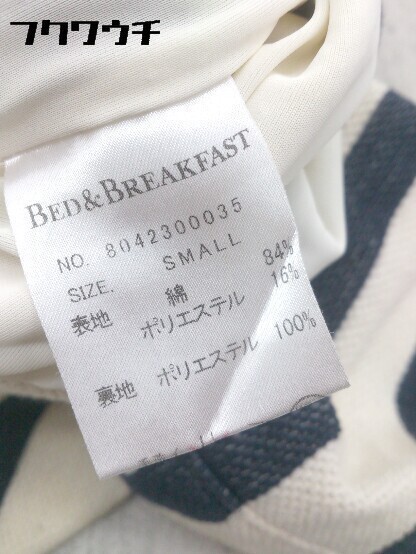 フクワウチ
BED&BREAKFAST
NO. 8042300035
SIZE. SMALL
表地 綿 84%
ポリエステル 16%
裏地 ポリエステル 100%